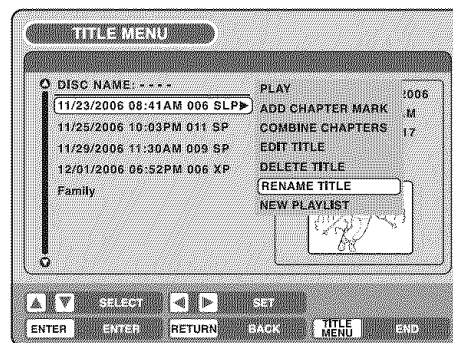 TITLE MENU
DISC NAME: - - - -
11/23/2006 08:41AM 006 SLP▶
11/25/2006 10:03PM 011 SP
11/29/2006 11:30AM 009 SP
12/01/2006 06:52PM 006 XP
Family
PLAY
ADD CHAPTER MARK
COMBINE CHAPTERS
EDIT TITLE
DELETE TITLE
RENAME TITLE
NEW PLAYLIST
006
M
17
SELECT
SET
ENTER ENTER RETURN BACK TITLE MENU END